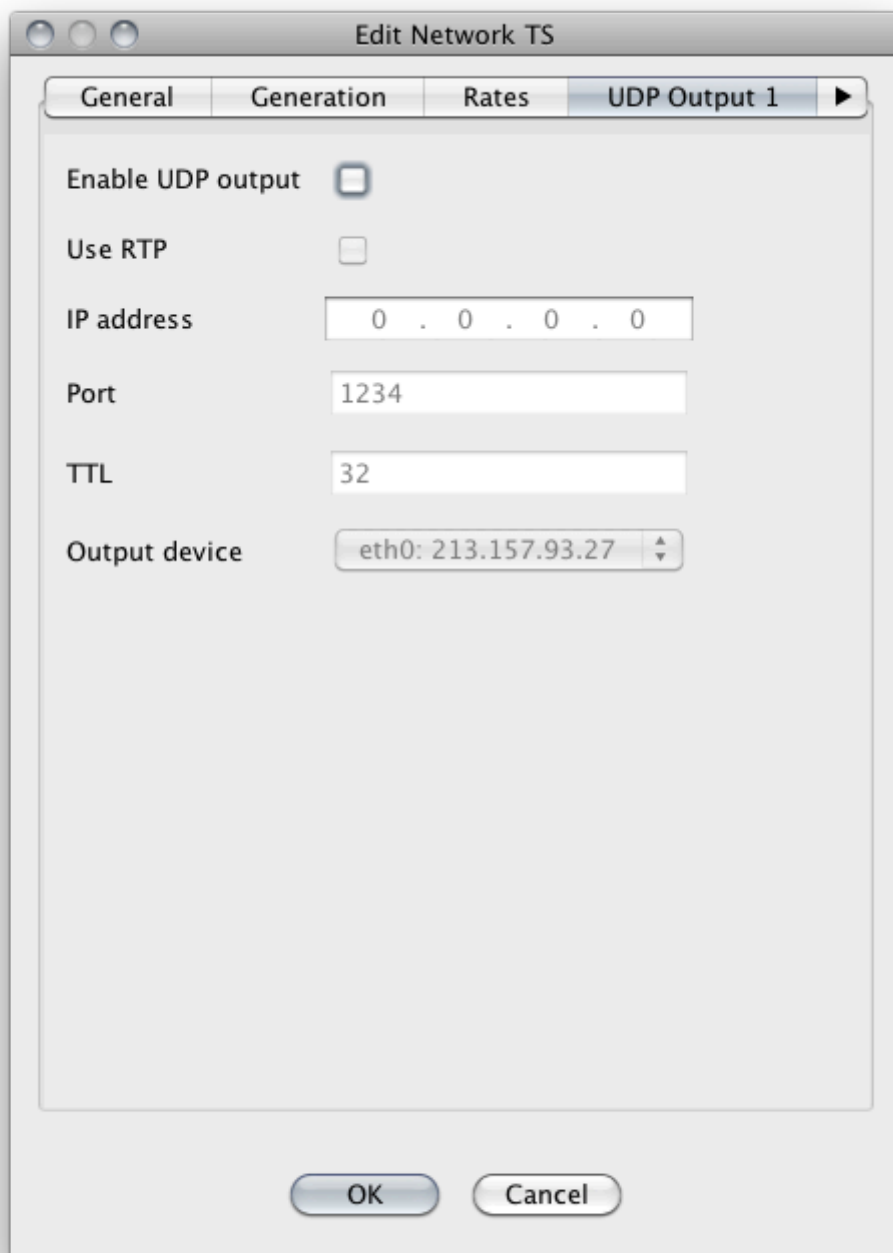 Edit Network TS
General Generation Rates UDP Output 1
Enable UDP output
Use RTP
IP address 0 . 0 . 0 . 0
Port 1234
TTL 32
Output device eth0: 213.157.93.27
OK Cancel